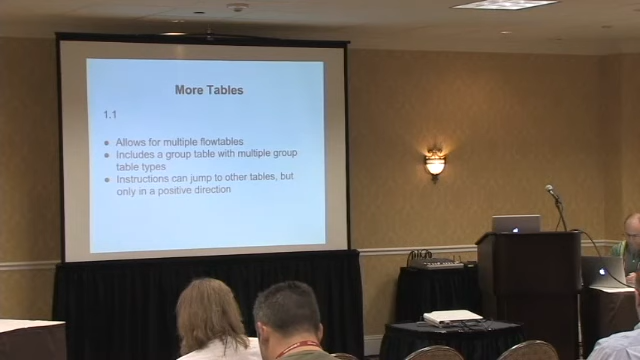 More Tables
1.1
● Allows for multiple flowtables
● Includes a group table with multiple group
table types
● Instructions can jump to other tables, but
only in a positive direction